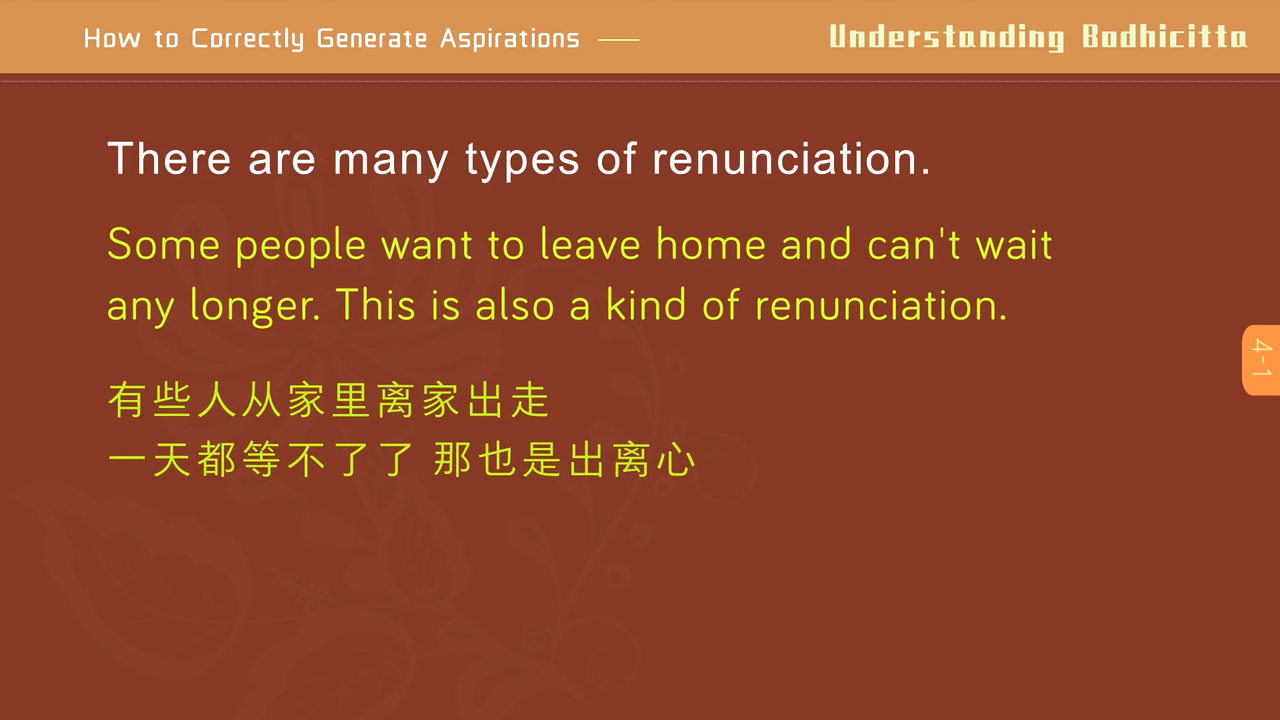 How to Correctly Generate Aspirations
Understanding Bodhicitta
There are many types of renunciation.
Some people want to leave home and can't wait
any longer. This is also a kind of renunciation.
有些人从家里离家出走
一天都等不了了 那也是出离心
4-1